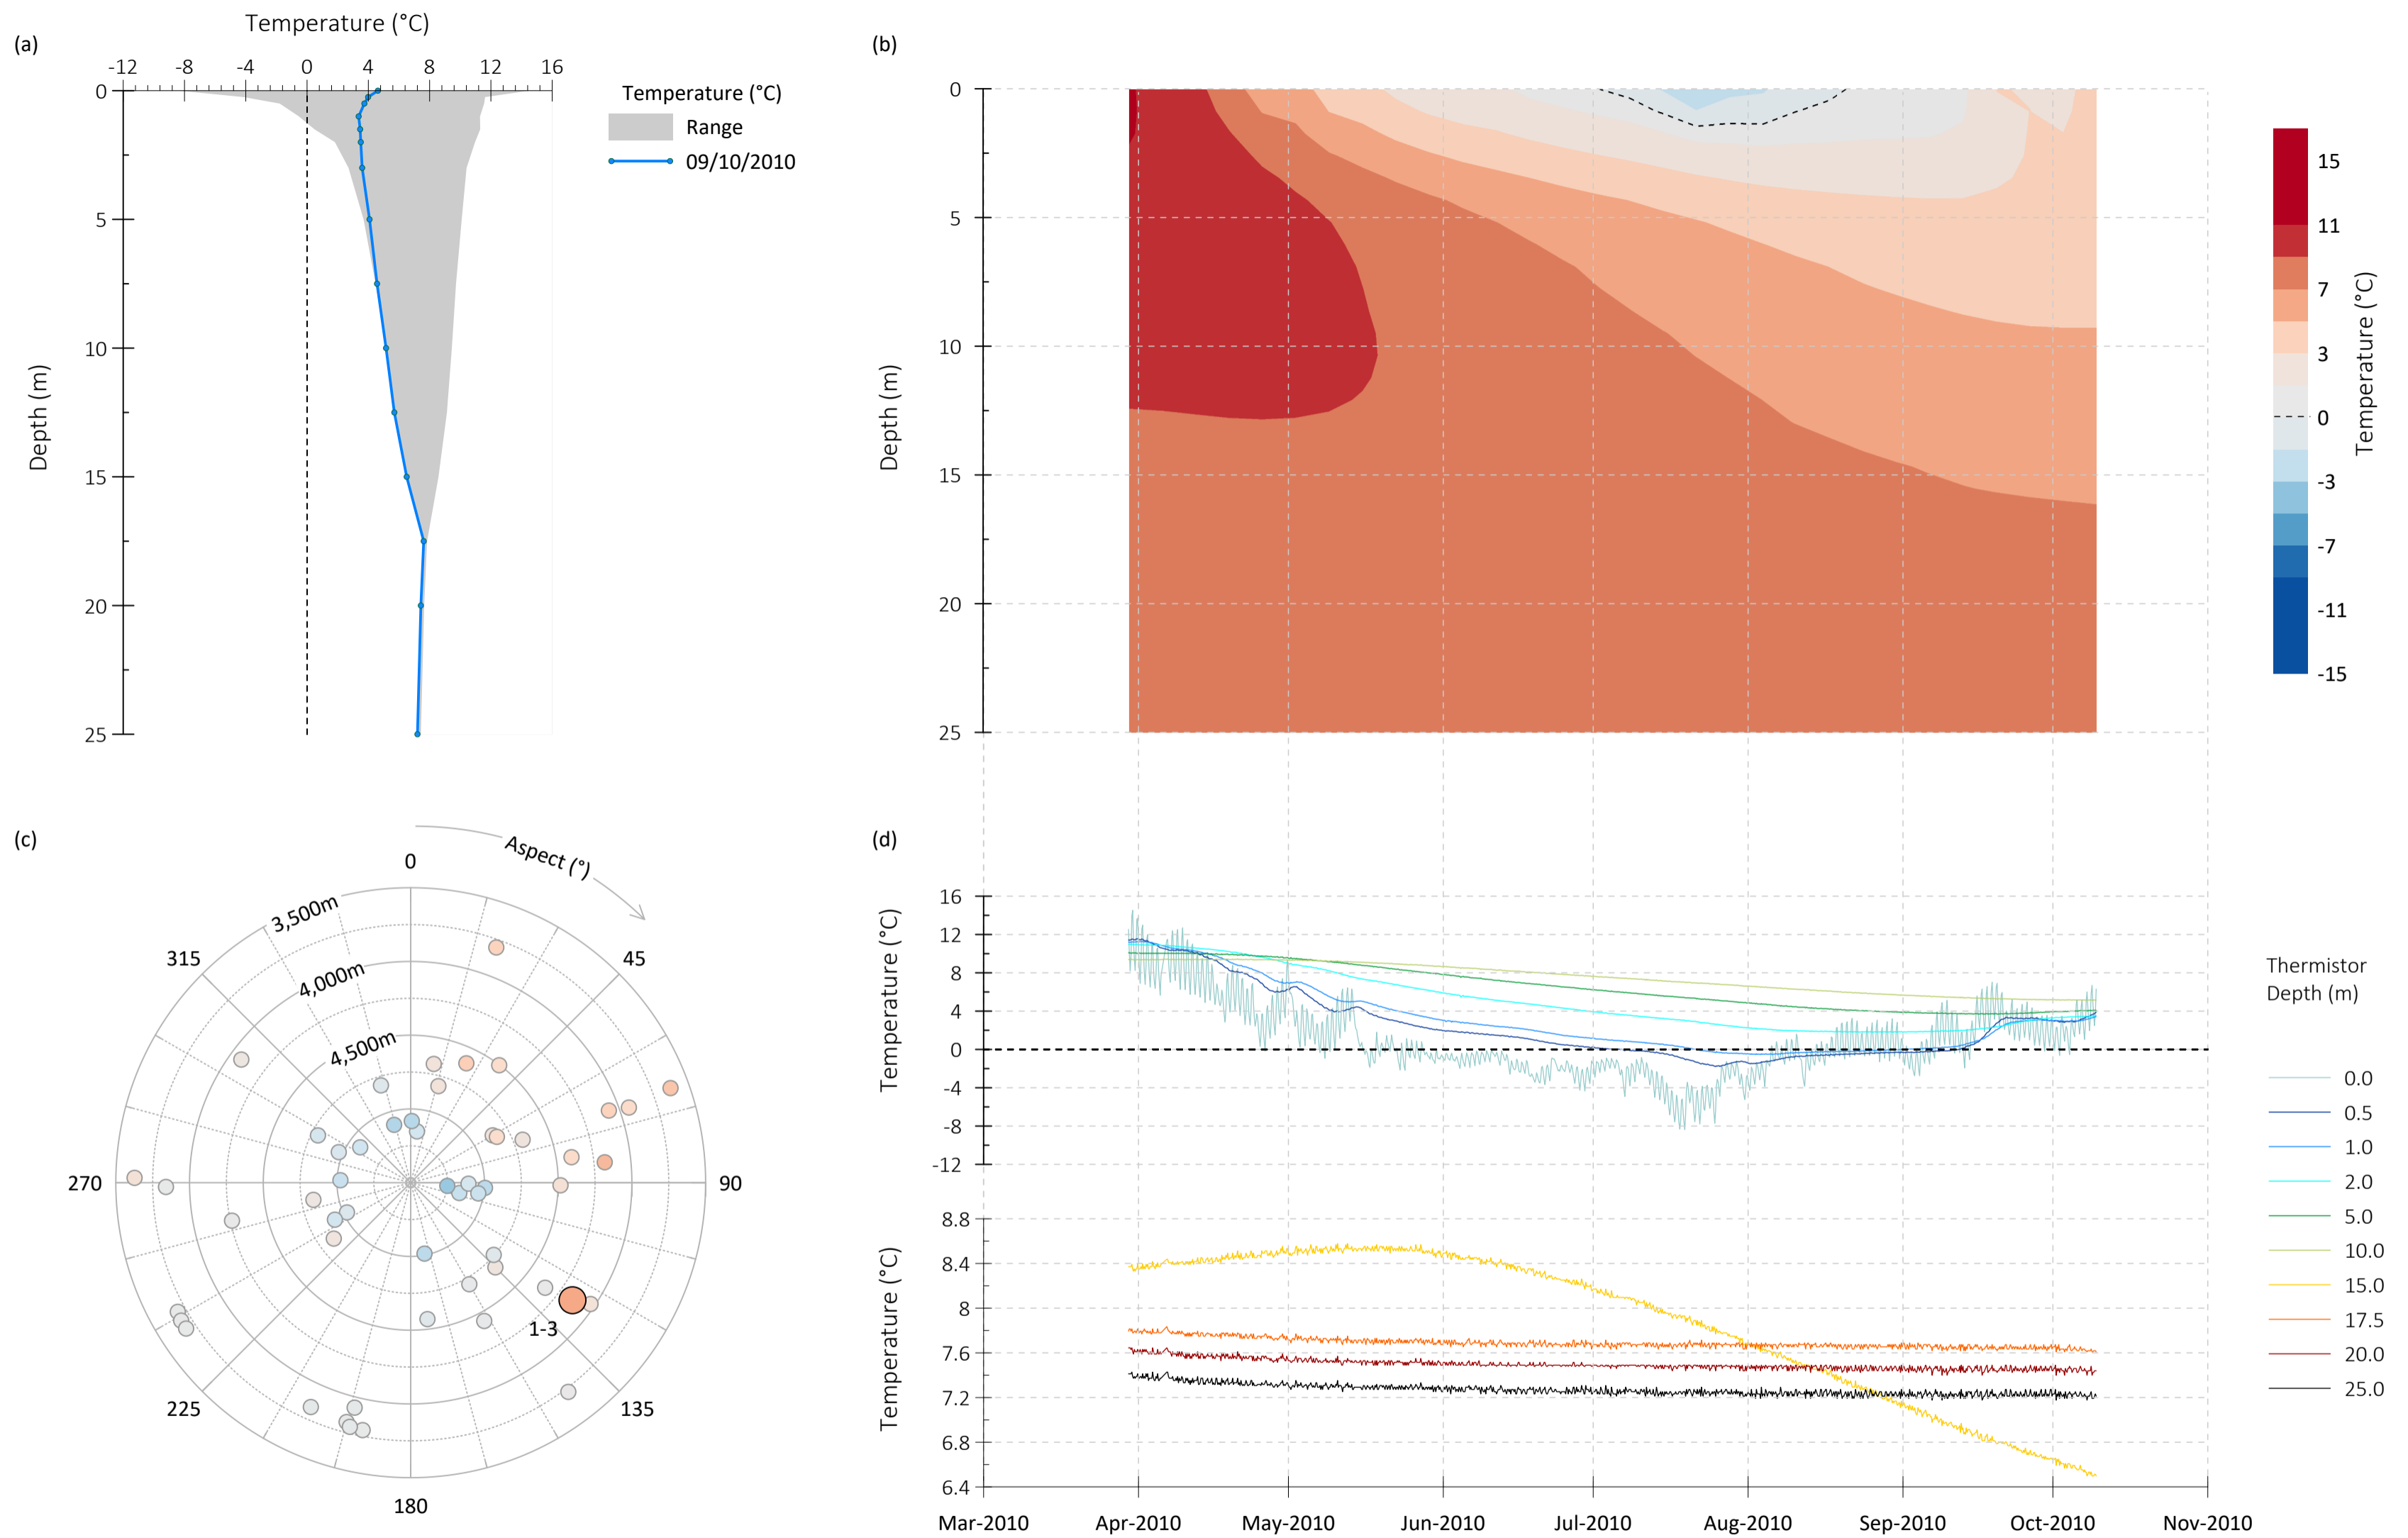 (a)
Temperature (°C)
-12 -8 -4 0 4 8 12 16
0
5
10
15
20
25
Depth (m)
Temperature (°C)
Range
09/10/2010
(b)
0
5
10
15
20
25
Depth (m)
15
11
7
3
0
-3
-7
-11
-15
Temperature (°C)
(c)
Aspect (°)
0
45
90
135
180
225
270
315
3,500m
4,000m
4,500m
1-3
(d)
16
12
8
4
0
-4
-8
-12
Temperature (°C)
8.8
8.4
8
7.6
7.2
6.8
6.4
Temperature (°C)
Mar-2010 Apr-2010 May-2010 Jun-2010 Jul-2010 Aug-2010 Sep-2010 Oct-2010 Nov-2010
Thermistor
Depth (m)
0.0
0.5
1.0
2.0
5.0
10.0
15.0
17.5
20.0
25.0